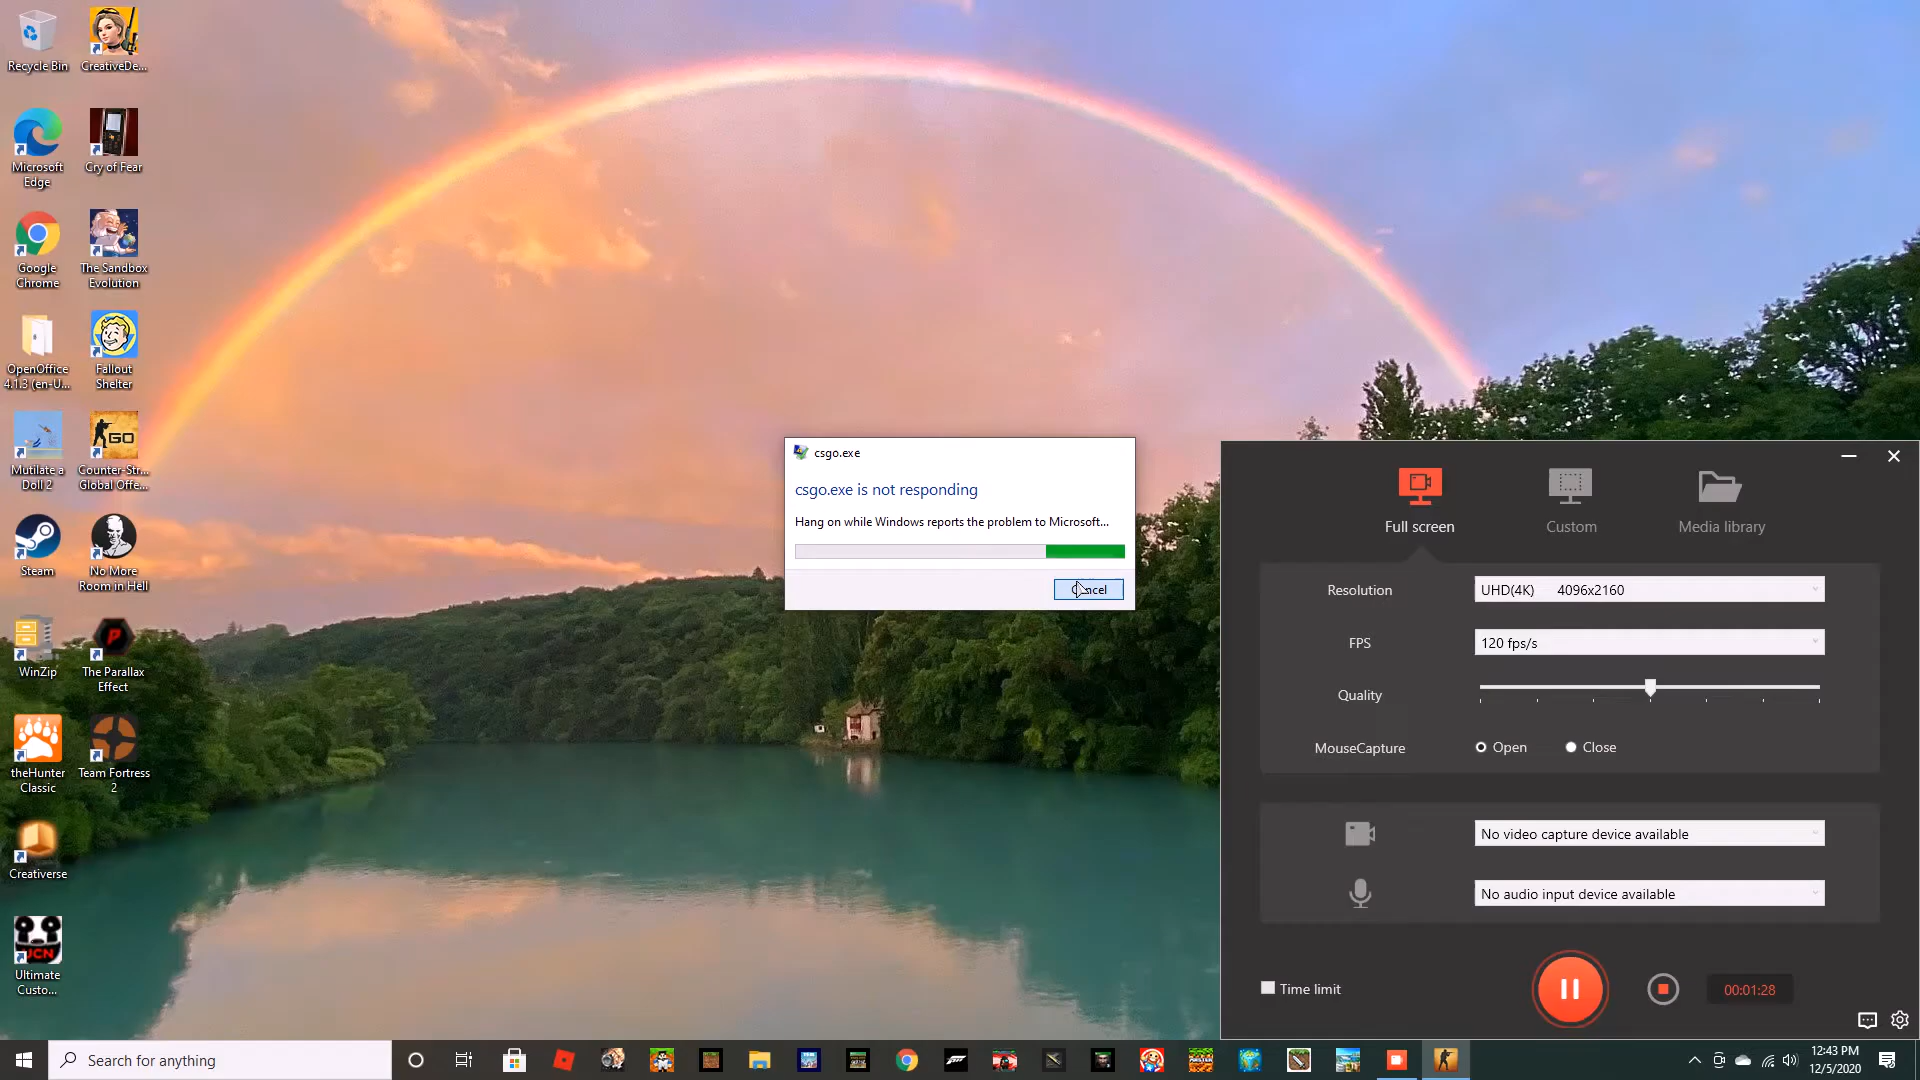 Recycle Bin
CreativeDe...
Microsoft
Edge
Cry of Fear
Google
Chrome
The Sandbox
Evolution
OpenOffice
4.1.3 (en-U...
Fallout
Shelter
GO
Mutilate a
Doll 2
Counter-Str...
Global Offe...
Steam
No More
Room in Hell
WinZip
The Parallax
Effect
theHunter
Classic
Team Fortress
2
Creativerse
UCN
Ultimate
Custo...
csgo.exe
csgo.exe is not responding
Hang on while Windows reports the problem to Microsoft...
Cancel
Full screen
Custom
Media library
Resolution
UHD(4K) 4096x2160
FPS
120 fps/s
Quality
MouseCapture
Open
Close
No video capture device available
No audio input device available
Time limit
00:01:28
Search for anything
12:43 PM
12/5/2020